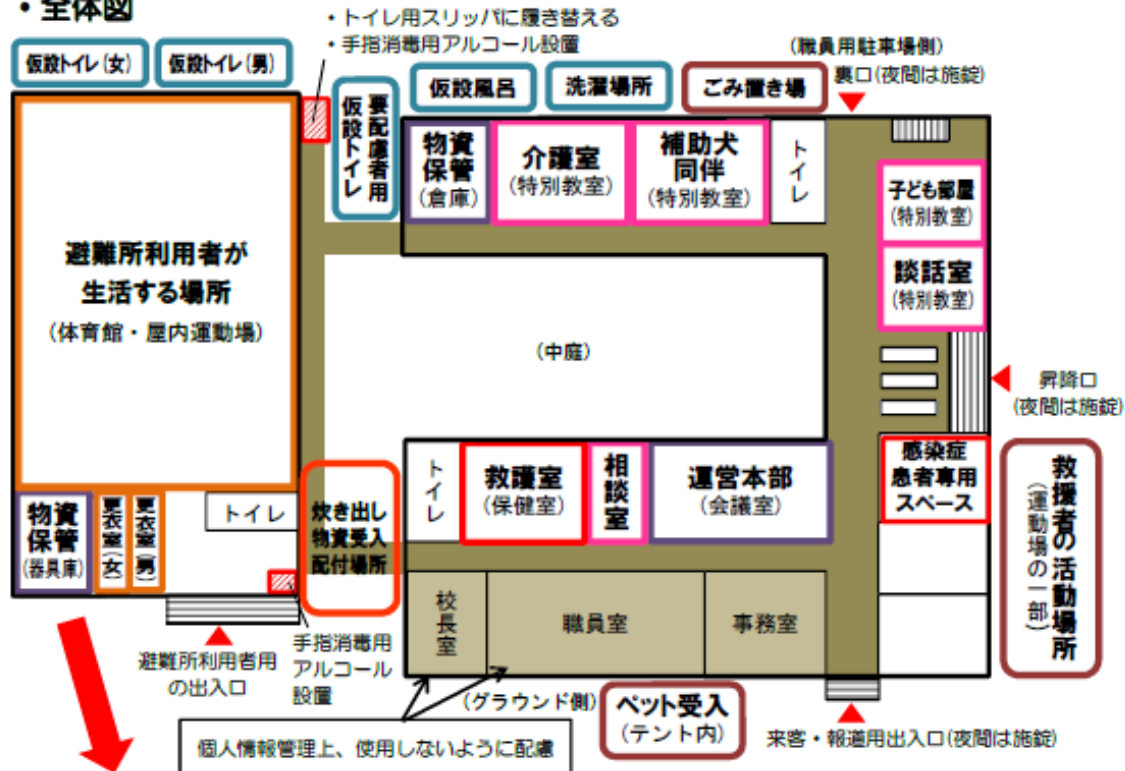 ・全体図
・トイレ用スリッパに履き替える
・手指消毒用アルコール設置
(職員用駐車場側)
裏口(夜間は施錠)
仮設トイレ(女)
仮設トイレ(男)
要配慮者用
仮設トイレ
仮設風呂
洗濯場所
ごみ置き場
物資
保管
(倉庫)
介護室
(特別教室)
補助犬
同伴
(特別教室)
トイレ
子ども部屋
(特別教室)
談話室
(特別教室)
避難所利用者が
生活する場所
(体育館・屋内運動場)
(中庭)
昇降口
(夜間は施錠)
トイレ
救護室
(保健室)
相談室
運営本部
(会議室)
感染症
患者専用
スペース
救援者の活動場所
(運動場の一部)
物資
保管
(器具庫)
更衣室(女)
更衣室(男)
トイレ
炊き出し
物資受入
配付場所
校長室
職員室
事務室
避難所利用者用
の出入口
手指消毒用
アルコール
設置
(グラウンド側)
ペット受入
(テント内)
来客・報道用出入口(夜間は施錠)
個人情報管理上、使用しないように配慮